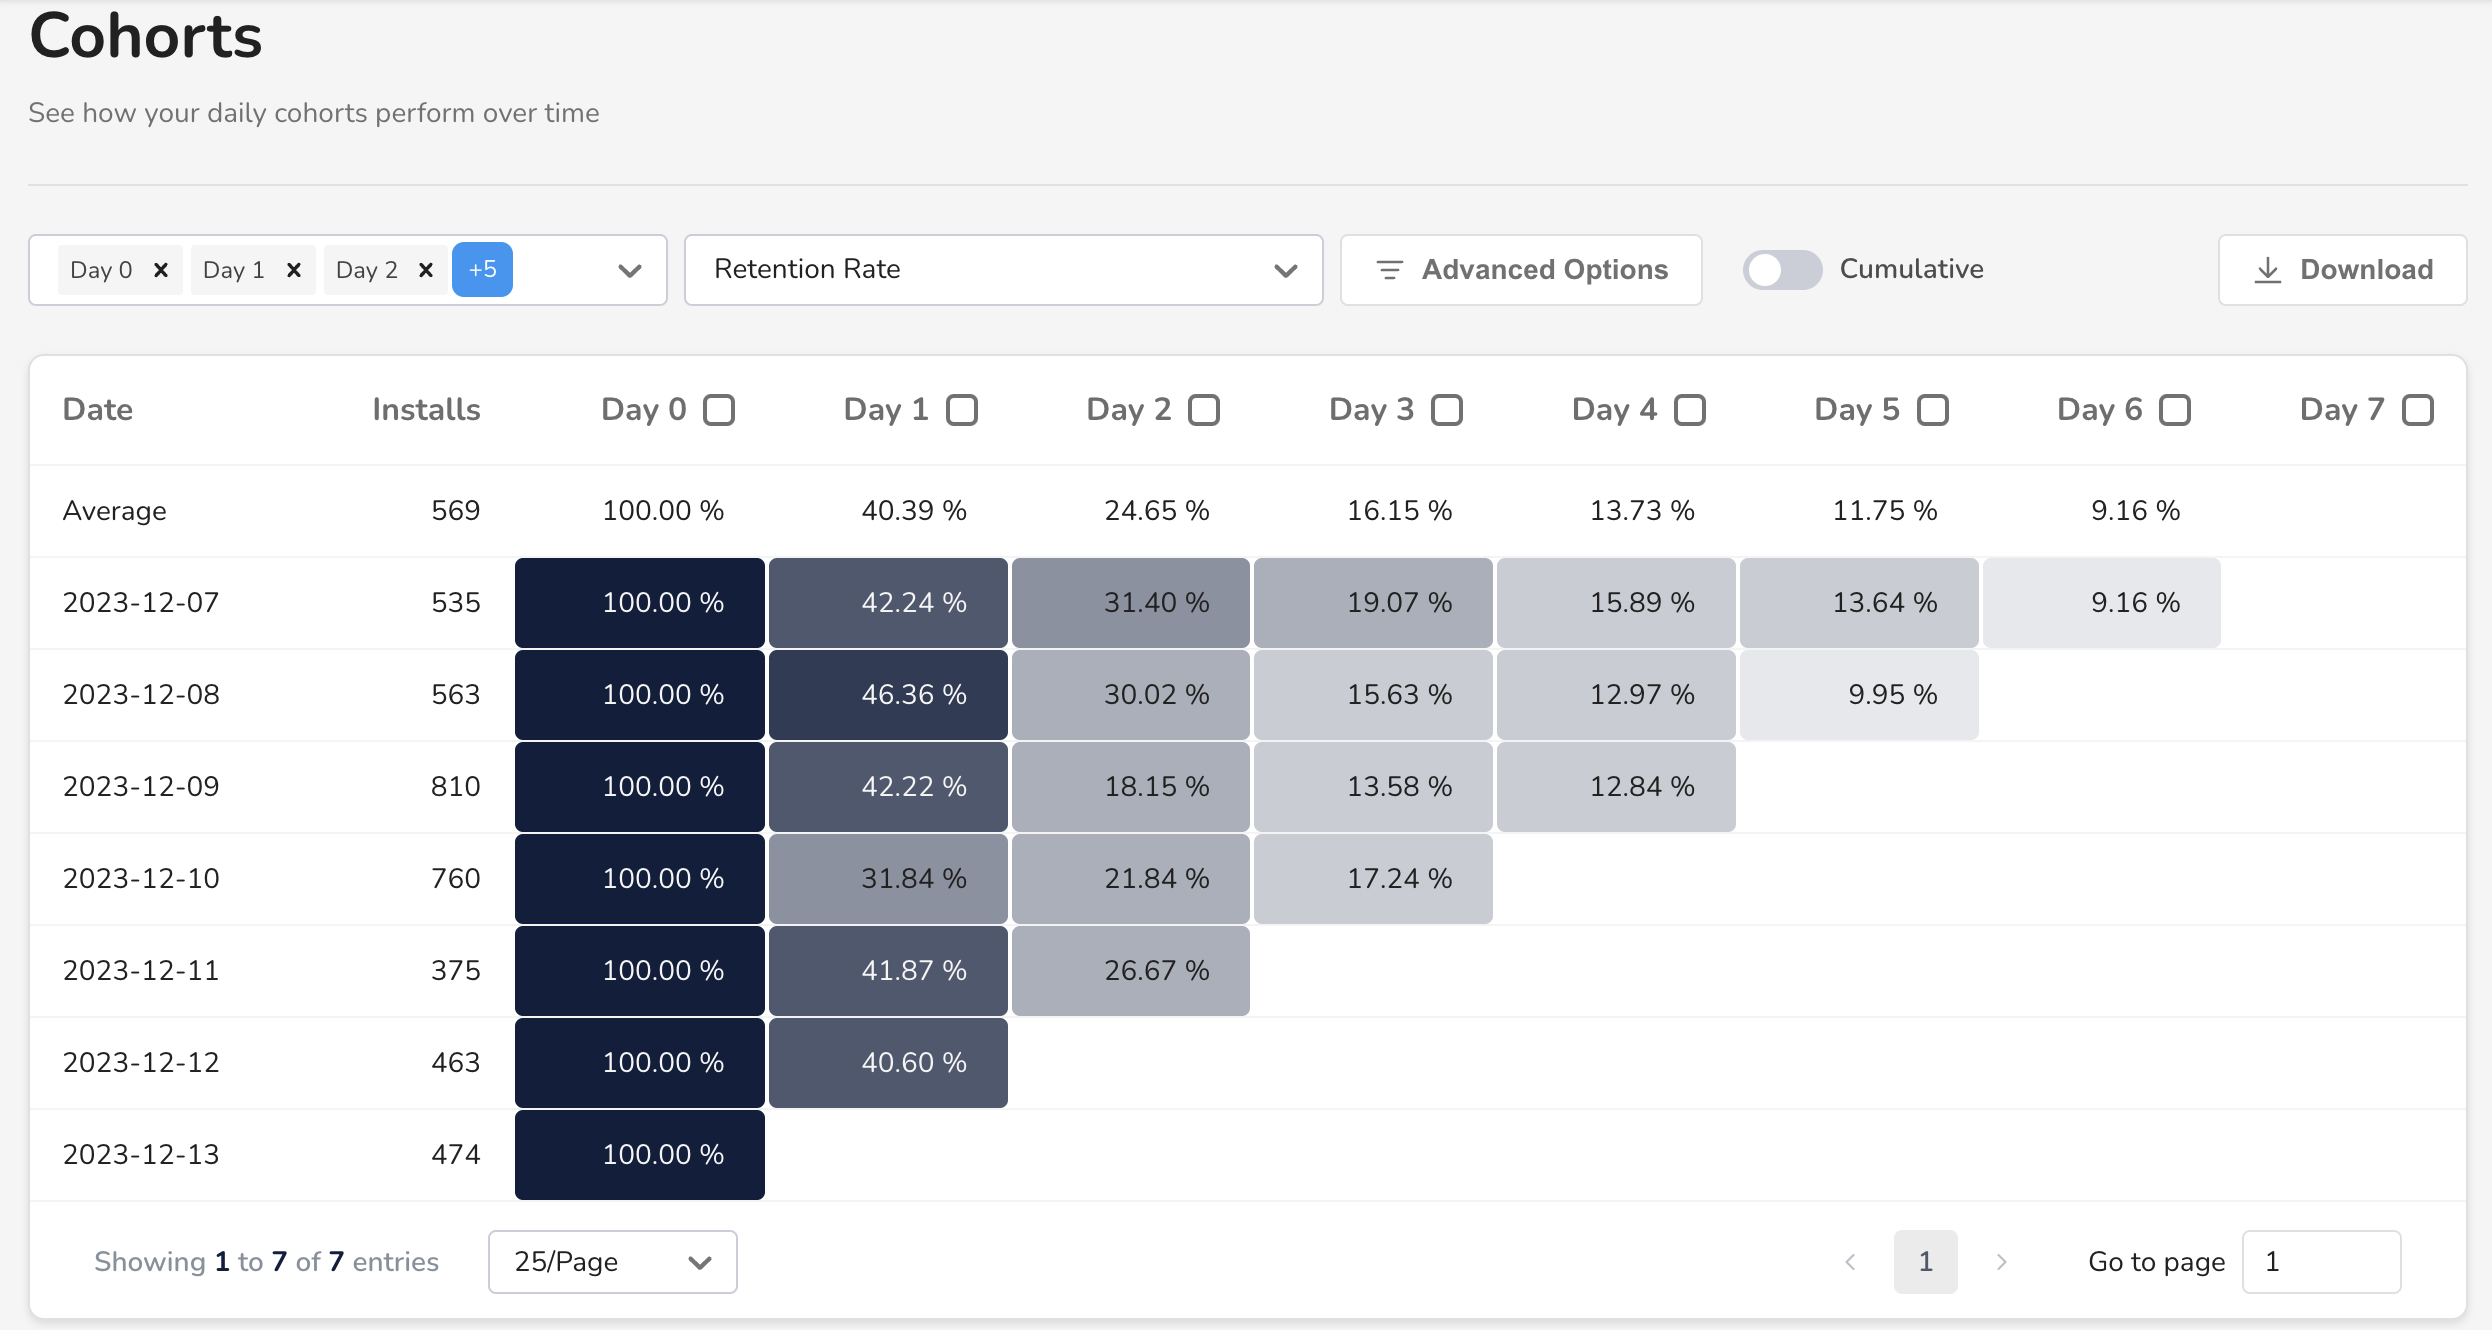 Cohorts
See how your daily cohorts perform over time
Day 0 × Day 1 × Day 2 × +5 Retention Rate Advanced Options Cumulative Download
Date Installs Day 0 Day 1 Day 2 Day 3 Day 4 Day 5 Day 6 Day 7
Average 569 100.00 % 40.39 % 24.65 % 16.15 % 13.73 % 11.75 % 9.16 %
2023-12-07 535 100.00 % 42.24 % 31.40 % 19.07 % 15.89 % 13.64 % 9.16 %
2023-12-08 563 100.00 % 46.36 % 30.02 % 15.63 % 12.97 % 9.95 %
2023-12-09 810 100.00 % 42.22 % 18.15 % 13.58 % 12.84 %
2023-12-10 760 100.00 % 31.84 % 21.84 % 17.24 %
2023-12-11 375 100.00 % 41.87 % 26.67 %
2023-12-12 463 100.00 % 40.60 %
2023-12-13 474 100.00 %
Showing 1 to 7 of 7 entries 25/Page 1 Go to page 1